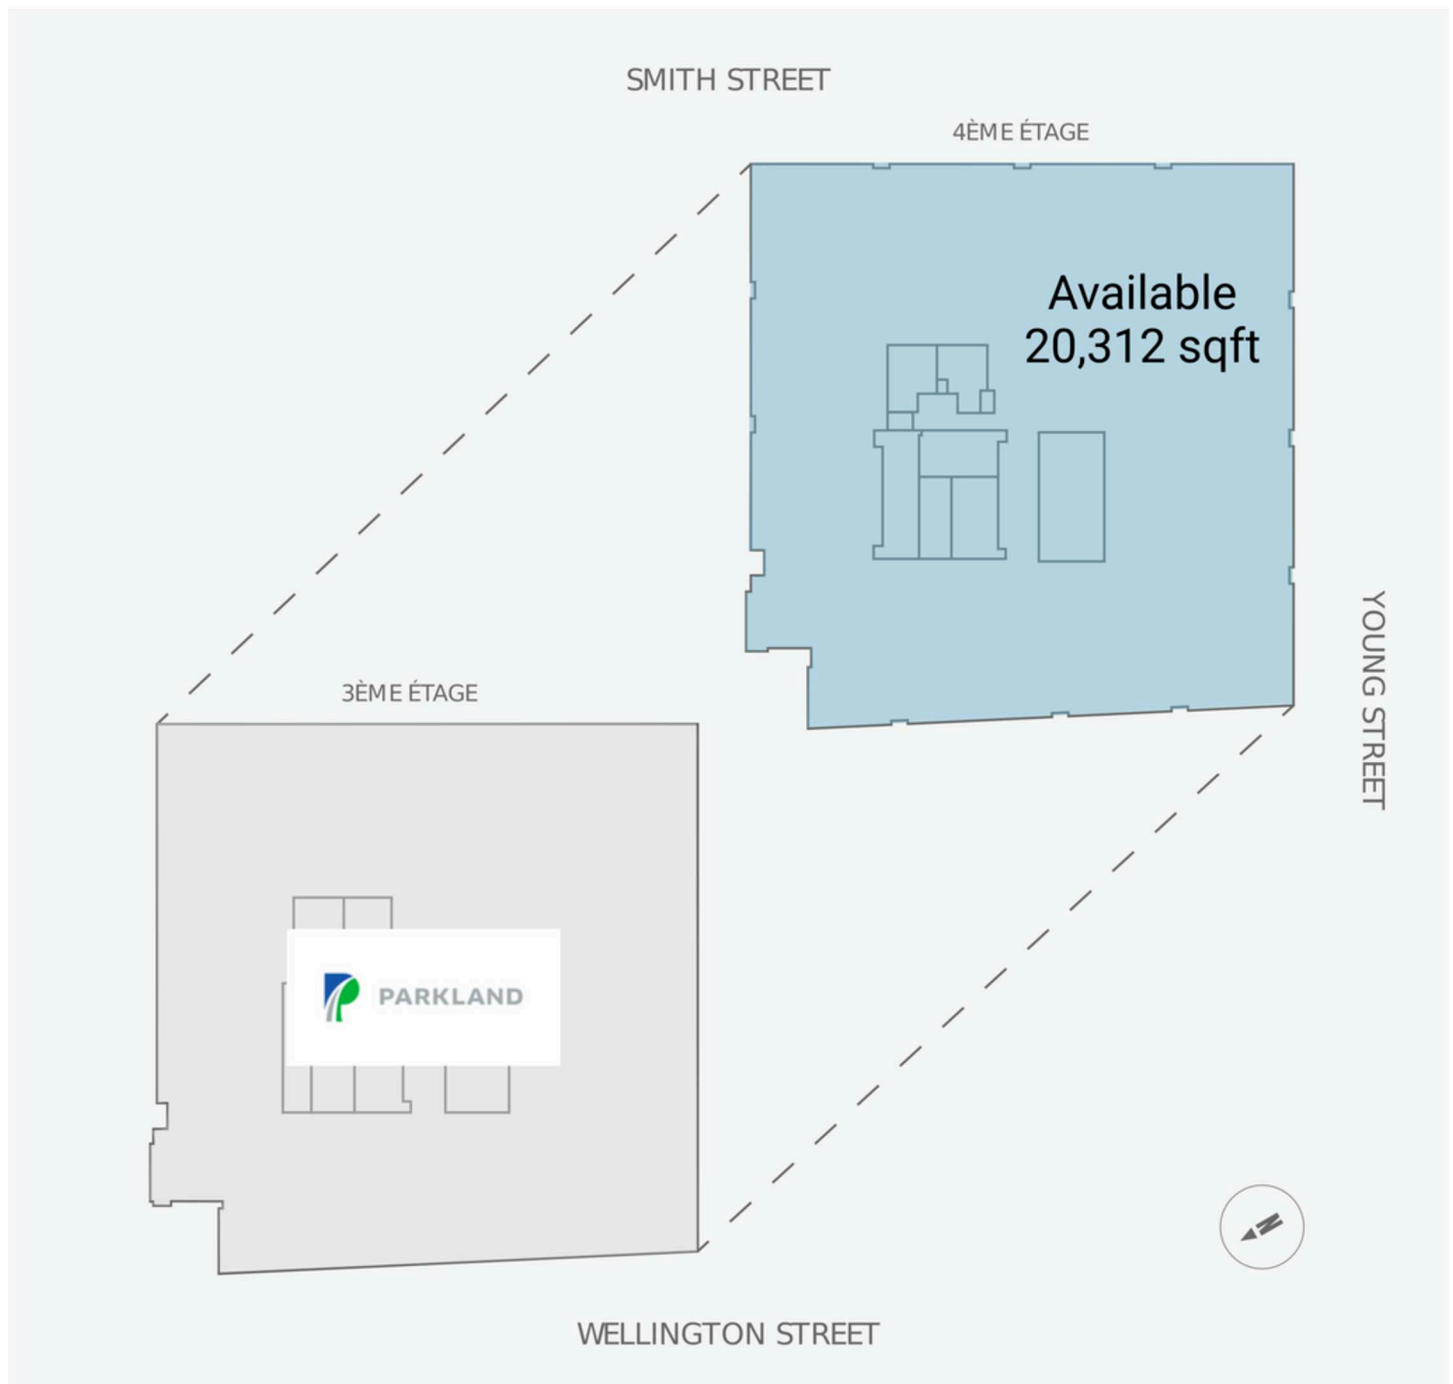 SMITH STREET
4ÈME ÉTAGE
Available
20,312 sqft
YOUNG STREET
3ÈME ÉTAGE
PARKLAND
N
WELLINGTON STREET